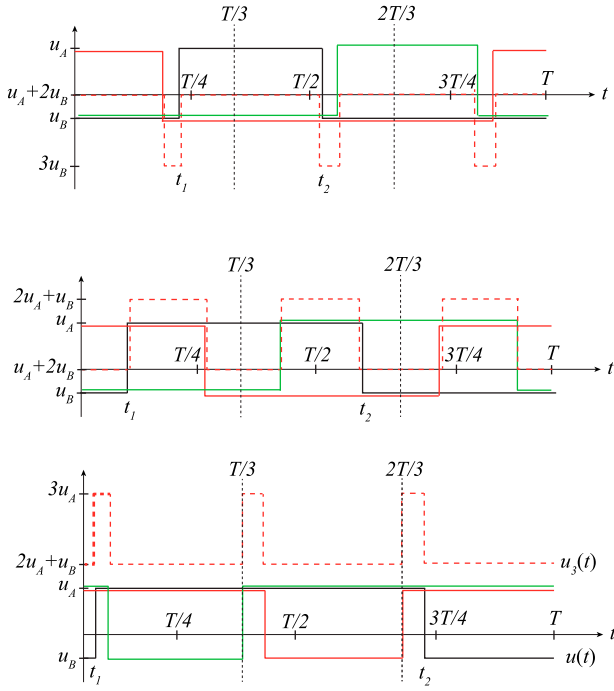 T/3 2T/3
u_A
T/4 T/2 3T/4 T
u_A+2u_B t
u_B
3u_B
t_1 t_2
T/3 2T/3
2u_A+u_B
u_A
T/4 T/2 3T/4 T
u_A+2u_B t
u_B
t_1 t_2
T/3 2T/3
3u_A
2u_A+u_B u_3(t)
u_A
T/4 T/2 3T/4 T
t
u_B u(t)
t_1 t_2